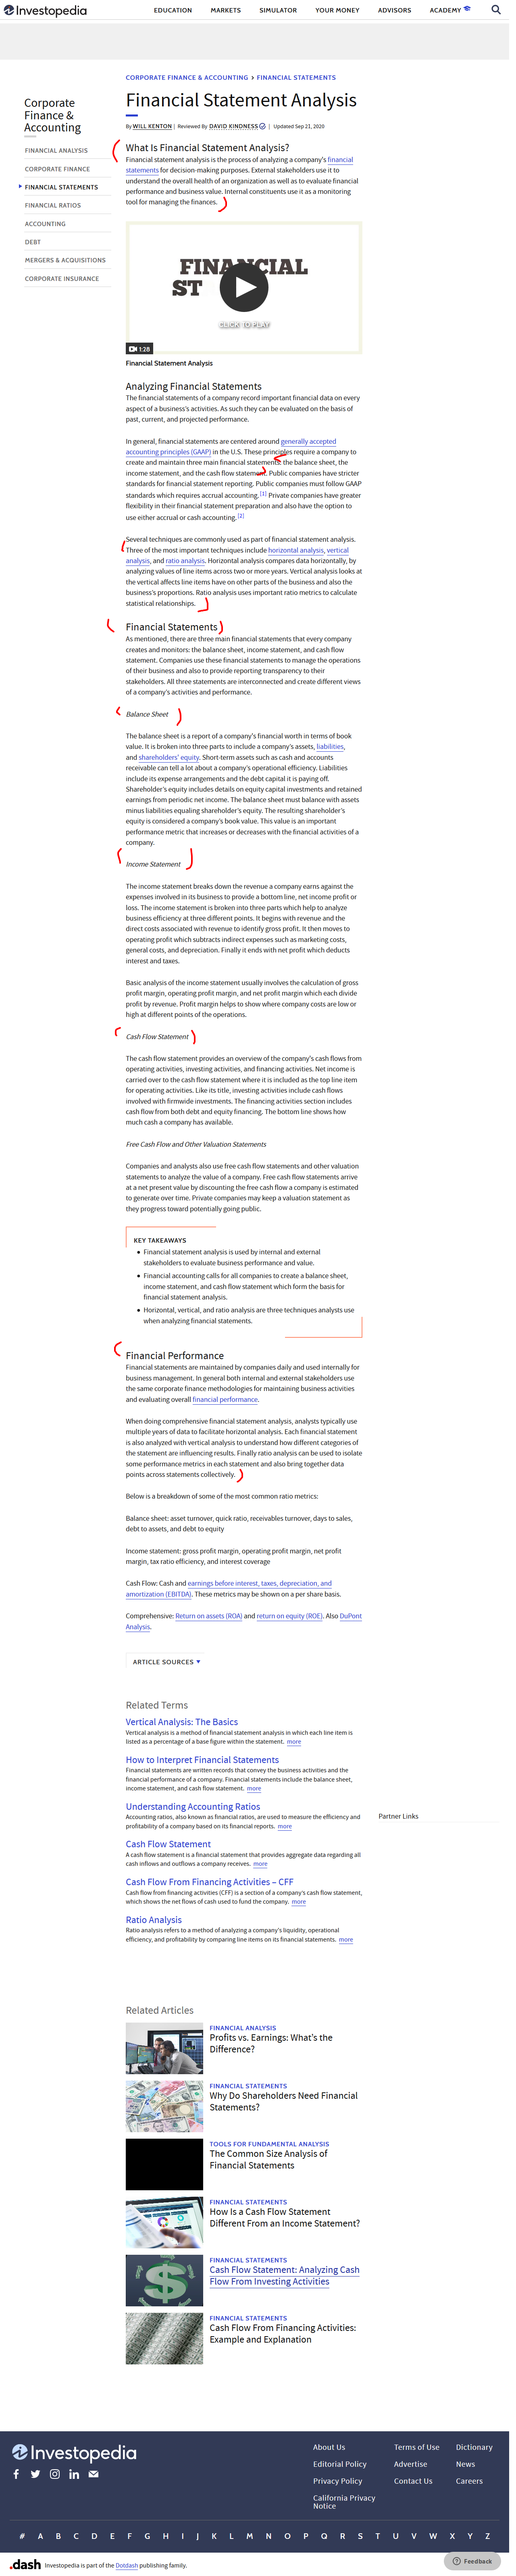 Investopedia
EDUCATION MARKETS SIMULATOR YOUR MONEY ADVISORS ACADEMY
Corporate
Finance &
Accounting
FINANCIAL ANALYSIS
CORPORATE FINANCE
FINANCIAL STATEMENTS
FINANCIAL RATIOS
ACCOUNTING
DEBT
MERGERS & ACQUISITIONS
CORPORATE INSURANCE
CORPORATE FINANCE & ACCOUNTING › FINANCIAL STATEMENTS
Financial Statement Analysis
By WILL KENTON | Reviewed By DAVID KINDNESS | Updated Sep 21, 2020
What Is Financial Statement Analysis?
Financial statement analysis is the process of analyzing a company's financial
statements for decision-making purposes. External stakeholders use it to
understand the overall health of an organization as well as to evaluate financial
performance and business value. Internal constituents use it as a monitoring
tool for managing the finances.
FINANCIAL
ST
CLICK TO PLAY
1:28
Financial Statement Analysis
Analyzing Financial Statements
The financial statements of a company record important financial data on every
aspect of a business's activities. As such they can be evaluated on the basis of
past, current, and projected performance.
In general, financial statements are centered around generally accepted
accounting principles (GAAP) in the U.S. These principles require a company to
create and maintain three main financial statements: the balance sheet, the
income statement, and the cash flow statement. Public companies have stricter
standards for financial statement reporting. Public companies must follow GAAP
standards which requires accrual accounting. [1] Private companies have greater
flexibility in their financial statement preparation and also have the option to
use either accrual or cash accounting. [2]
Several techniques are commonly used as part of financial statement analysis.
Three of the most important techniques include horizontal analysis, vertical
analysis, and ratio analysis. Horizontal analysis compares data horizontally, by
analyzing values of line items across two or more years. Vertical analysis looks at
the vertical affects line items have on other parts of the business and also the
business's proportions. Ratio analysis uses important ratio metrics to calculate
statistical relationships.
Financial Statements
As mentioned, there are three main financial statements that every company
creates and monitors: the balance sheet, income statement, and cash flow
statement. Companies use these financial statements to manage the operations
of their business and also to provide reporting transparency to their
stakeholders. All three statements are interconnected and create different views
of a company's activities and performance.
Balance Sheet
The balance sheet is a report of a company's financial worth in terms of book
value. It is broken into three parts to include a company's assets, liabilities,
and shareholders' equity. Short-term assets such as cash and accounts
receivable can tell a lot about a company's operational efficiency. Liabilities
include its expense arrangements and the debt capital it is paying off.
Shareholder's equity includes details on equity capital investments and retained
earnings from periodic net income. The balance sheet must balance with assets
minus liabilities equaling shareholder's equity. The resulting shareholder's
equity is considered a company's book value. This value is an important
performance metric that increases or decreases with the financial activities of a
company.
Income Statement
The income statement breaks down the revenue a company earns against the
expenses involved in its business to provide a bottom line, net income profit or
loss. The income statement is broken into three parts which help to analyze
business efficiency at three different points. It begins with revenue and the
direct costs associated with revenue to identify gross profit. It then moves to
operating profit which subtracts indirect expenses such as marketing costs,
general costs, and depreciation. Finally it ends with net profit which deducts
interest and taxes.
Basic analysis of the income statement usually involves the calculation of gross
profit margin, operating profit margin, and net profit margin which each divide
profit by revenue. Profit margin helps to show where company costs are low or
high at different points of the operations.
Cash Flow Statement
The cash flow statement provides an overview of the company's cash flows from
operating activities, investing activities, and financing activities. Net income is
carried over to the cash flow statement where it is included as the top line item
for operating activities. Like its title, investing activities include cash flows
involved with firmwide investments. The financing activities section includes
cash flow from both debt and equity financing. The bottom line shows how
much cash a company has available.
Free Cash Flow and Other Valuation Statements
Companies and analysts also use free cash flow statements and other valuation
statements to analyze the value of a company. Free cash flow statements arrive
at a net present value by discounting the free cash flow a company is estimated
to generate over time. Private companies may keep a valuation statement as
they progress toward potentially going public.
KEY TAKEAWAYS
• Financial statement analysis is used by internal and external
stakeholders to evaluate business performance and value.
• Financial accounting calls for all companies to create a balance sheet,
income statement, and cash flow statement which form the basis for
financial statement analysis.
• Horizontal, vertical, and ratio analysis are three techniques analysts use
when analyzing financial statements.
Financial Performance
Financial statements are maintained by companies daily and used internally for
business management. In general both internal and external stakeholders use
the same corporate finance methodologies for maintaining business activities
and evaluating overall financial performance.
When doing comprehensive financial statement analysis, analysts typically use
multiple years of data to facilitate horizontal analysis. Each financial statement
is also analyzed with vertical analysis to understand how different categories of
the statement are influencing results. Finally ratio analysis can be used to isolate
some performance metrics in each statement and also bring together data
points across statements collectively.
Below is a breakdown of some of the most common ratio metrics:
Balance sheet: asset turnover, quick ratio, receivables turnover, days to sales,
debt to assets, and debt to equity
Income statement: gross profit margin, operating profit margin, net profit
margin, tax ratio efficiency, and interest coverage
Cash Flow: Cash and earnings before interest, taxes, depreciation, and
amortization (EBITDA). These metrics may be shown on a per share basis.
Comprehensive: Return on assets (ROA) and return on equity (ROE). Also DuPont
Analysis.
ARTICLE SOURCES
Related Terms
Vertical Analysis: The Basics
Vertical analysis is a method of financial statement analysis in which each line item is
listed as a percentage of a base figure within the statement. more
How to Interpret Financial Statements
Financial statements are written records that convey the business activities and the
financial performance of a company. Financial statements include the balance sheet,
income statement, and cash flow statement. more
Understanding Accounting Ratios
Accounting ratios, also known as financial ratios, are used to measure the efficiency and
profitability of a company based on its financial reports. more
Partner Links
Cash Flow Statement
A cash flow statement is a financial statement that provides aggregate data regarding all
cash inflows and outflows a company receives. more
Cash Flow From Financing Activities – CFF
Cash flow from financing activities (CFF) is a section of a company's cash flow statement,
which shows the net flows of cash used to fund the company. more
Ratio Analysis
Ratio analysis refers to a method of analyzing a company's liquidity, operational
efficiency, and profitability by comparing line items on its financial statements. more
Related Articles
FINANCIAL ANALYSIS
Profits vs. Earnings: What's the
Difference?
FINANCIAL STATEMENTS
Why Do Shareholders Need Financial
Statements?
TOOLS FOR FUNDAMENTAL ANALYSIS
The Common Size Analysis of
Financial Statements
FINANCIAL STATEMENTS
How Is a Cash Flow Statement
Different From an Income Statement?
FINANCIAL STATEMENTS
Cash Flow Statement: Analyzing Cash
Flow From Investing Activities
FINANCIAL STATEMENTS
Cash Flow From Financing Activities:
Example and Explanation
Investopedia
About Us Terms of Use Dictionary
Editorial Policy Advertise News
Privacy Policy Contact Us Careers
California Privacy
Notice
# A B C D E F G H I J K L M N O P Q R S T U V W X Y Z
.dash Investopedia is part of the Dotdash publishing family.
Feedback